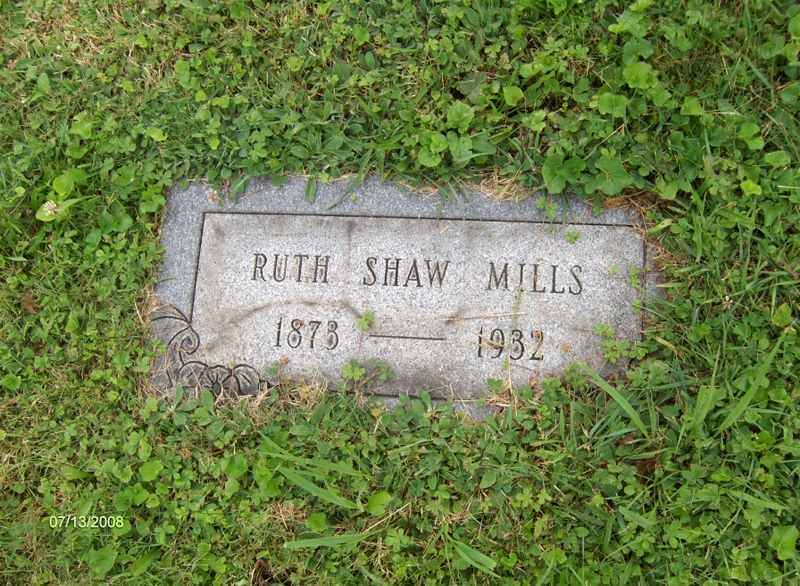 RUTH SHAW MILLS
1873 — 1932
07/13/2008